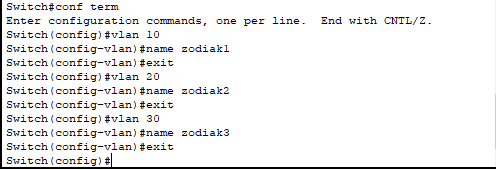 Switch#conf term
Enter configuration commands, one per line.  End with CNTL/Z.
Switch(config)#vlan 10
Switch(config-vlan)#name zodiak1
Switch(config-vlan)#exit
Switch(config)#vlan 20
Switch(config-vlan)#name zodiak2
Switch(config-vlan)#exit
Switch(config)#vlan 30
Switch(config-vlan)#name zodiak3
Switch(config-vlan)#exit
Switch(config)#